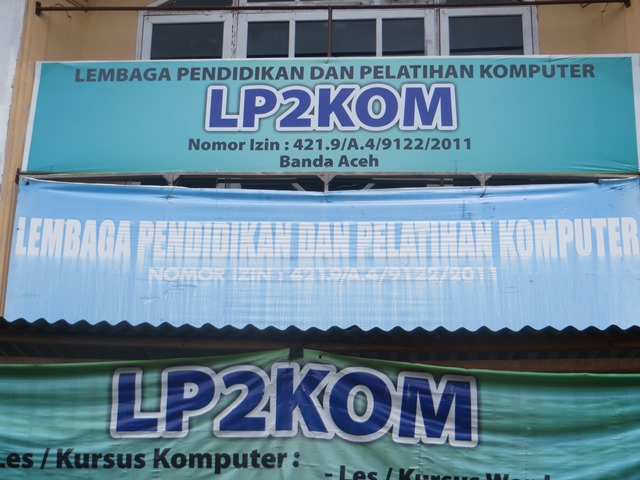 LEMBAGA PENDIDIKAN DAN PELATIHAN KOMPUTER
LP2KOM
Nomor Izin : 421.9/A.4/9122/2011
Banda Aceh
LEMBAGA PENDIDIKAN DAN PELATIHAN KOMPUTER
NOMOR IZIN : 421.9/A.4/9122/2011
LP2KOM
Les / Kursus Komputer :
- Les / Kursus